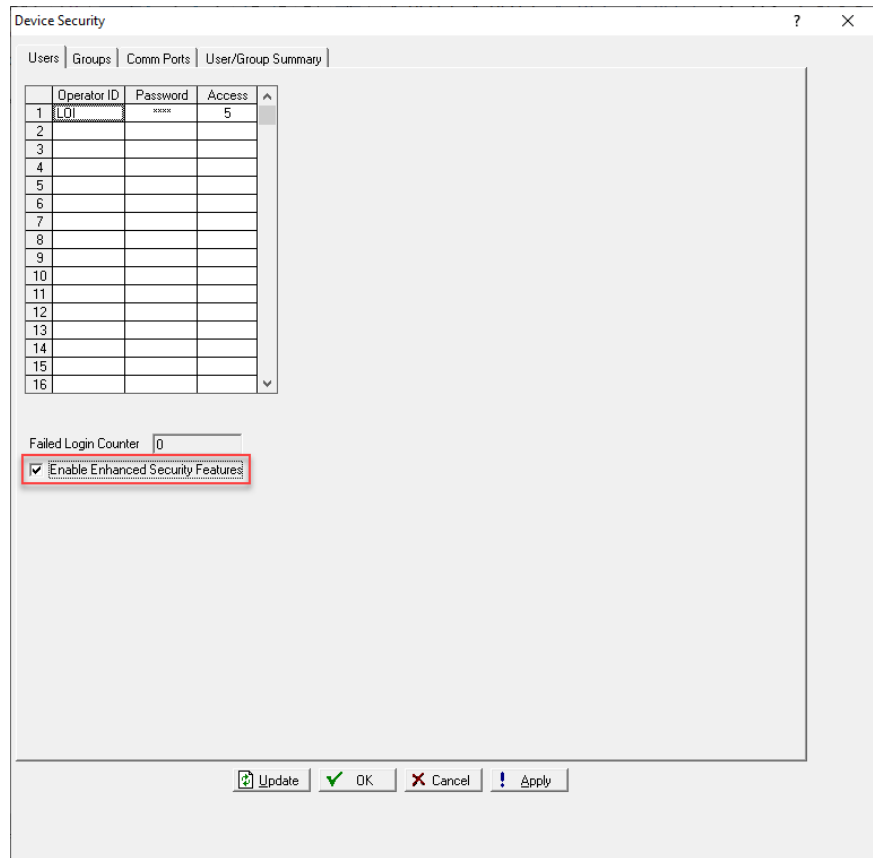 Device Security ?
Users Groups Comm Ports User/Group Summary
Operator ID Password Access
1 LOI **** 5
2
3
4
5
6
7
8
9
10
11
12
13
14
15
16
Failed Login Counter 0
Enable Enhanced Security Features
Update OK Cancel ! Apply